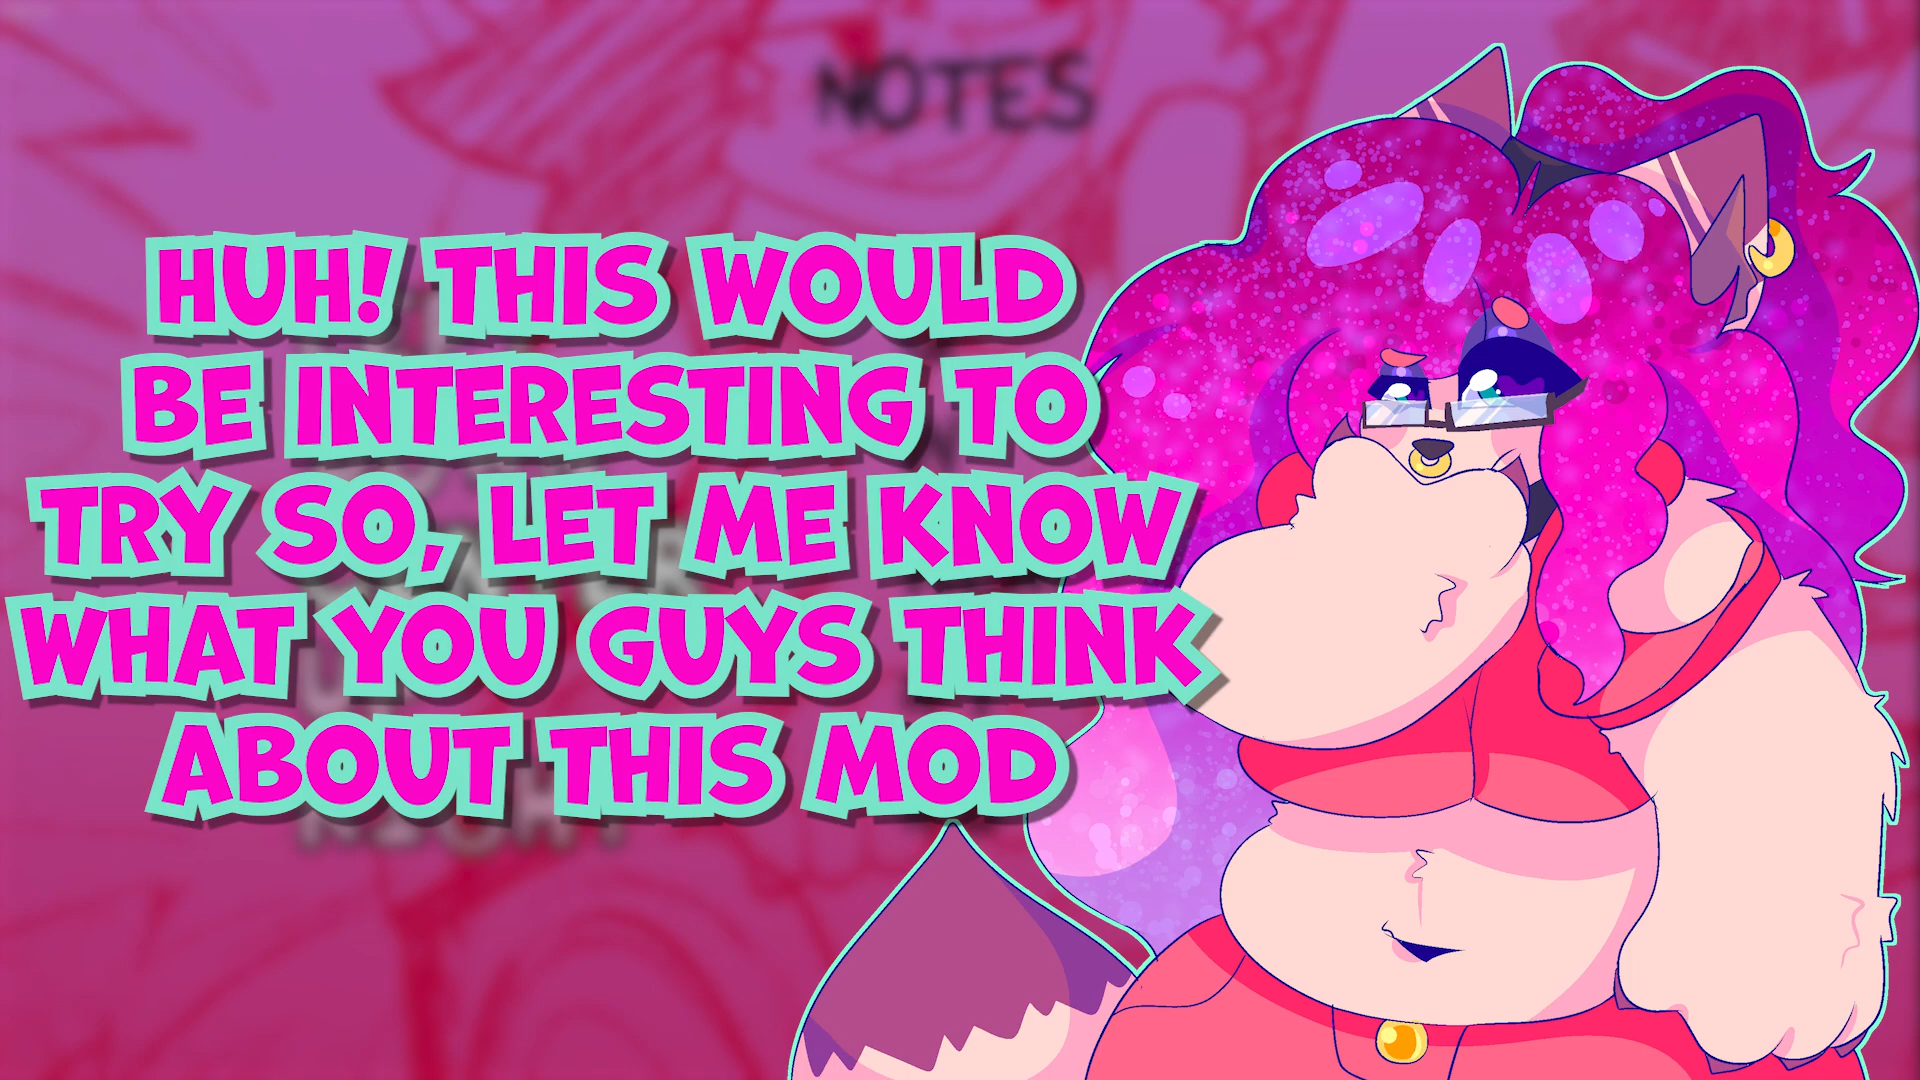 NOTES
HUH! THIS WOULD
BE INTERESTING TO
TRY SO, LET ME KNOW
WHAT YOU GUYS THINK
ABOUT THIS MOD